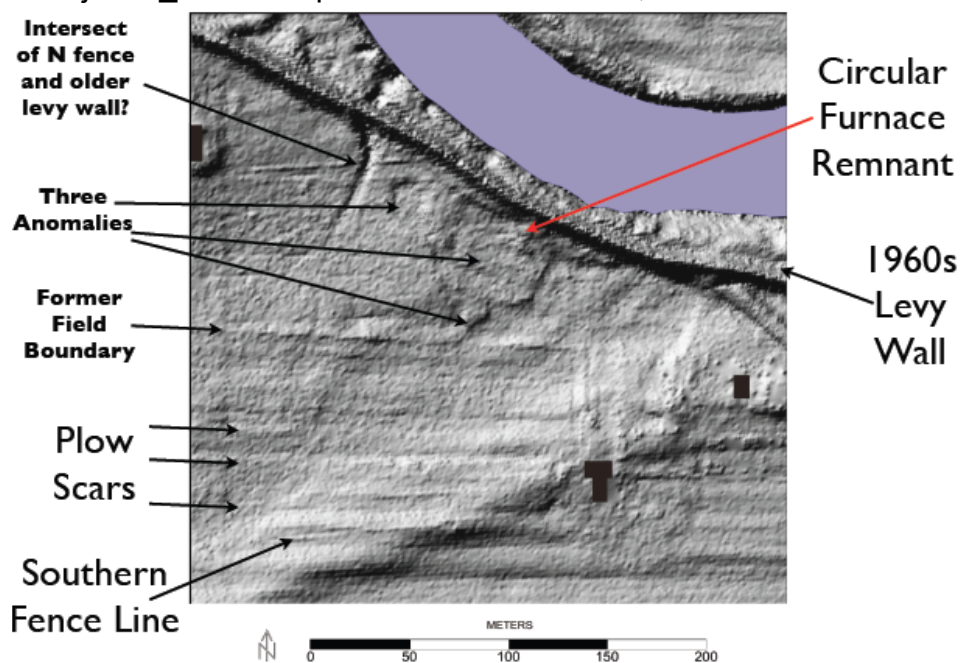 Intersect
of N fence
and older
levy wall?
Three
Anomalies
Former
Field
Boundary
Plow
Scars
Southern
Fence Line
Circular
Furnace
Remnant
1960s
Levy
Wall
METERS
N
0 50 100 150 200